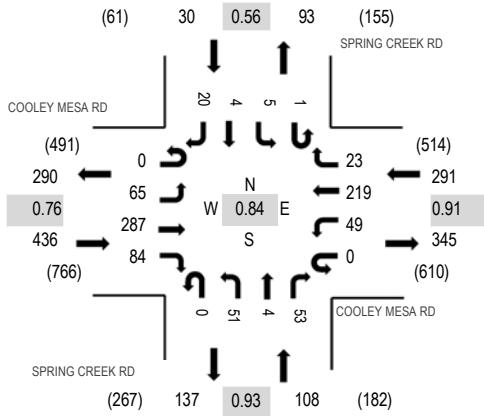 (61) 30 0.56 93 (155)
SPRING CREEK RD
COOLEY MESA RD
20 4 5 1
(491) (514)
0 23
290 291
65 N 219
0.76 W 0.84 E 0.91
287 S 49
436 345
84 0
(766) (610)
0 51 4 53
COOLEY MESA RD
SPRING CREEK RD
(267) 137 0.93 108 (182)